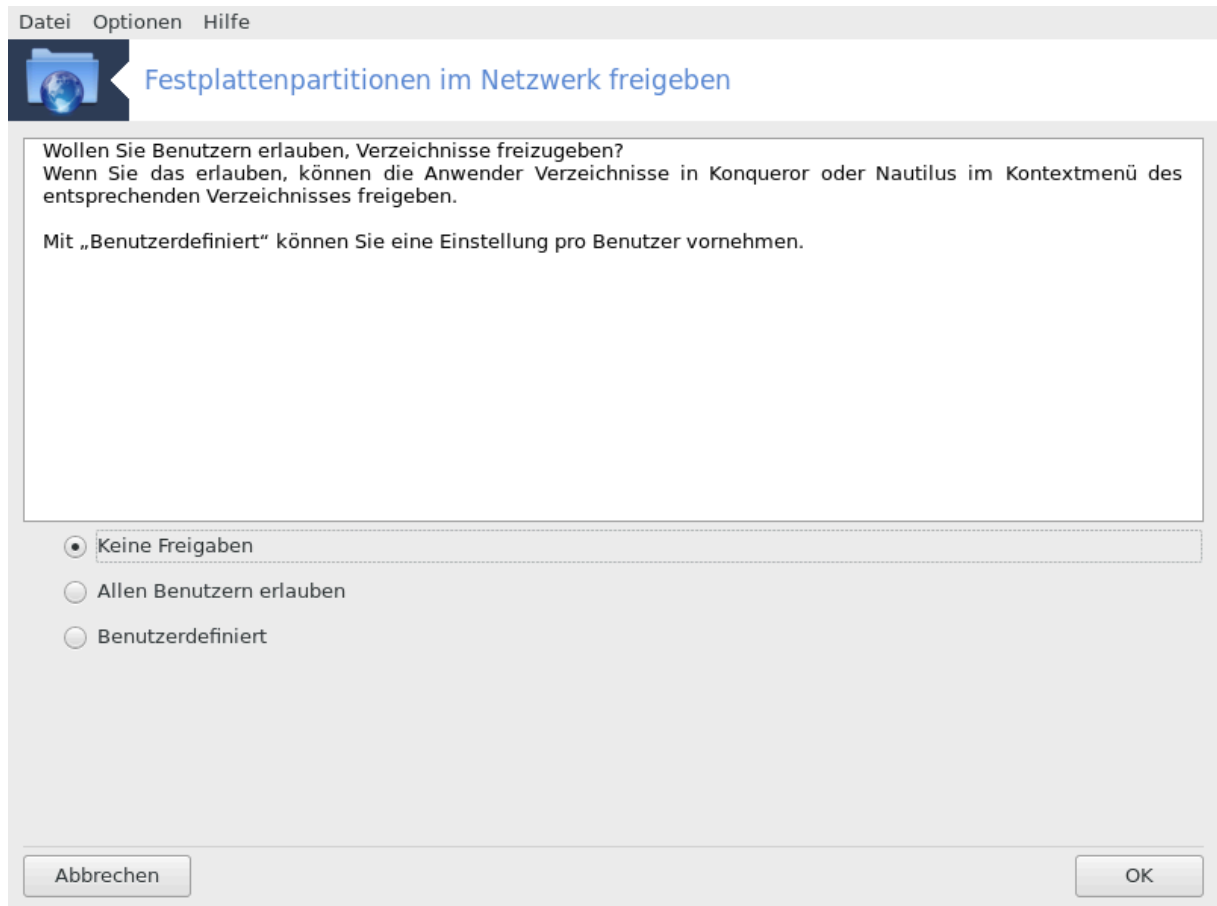 Datei Optionen Hilfe
Festplattenpartitionen im Netzwerk freigeben
Wollen Sie Benutzern erlauben, Verzeichnisse freizugeben?
Wenn Sie das erlauben, können die Anwender Verzeichnisse in Konqueror oder Nautilus im Kontextmenü des
entsprechenden Verzeichnisses freigeben.
Mit „Benutzerdefiniert“ können Sie eine Einstellung pro Benutzer vornehmen.
Keine Freigaben
Allen Benutzern erlauben
Benutzerdefiniert
Abbrechen OK